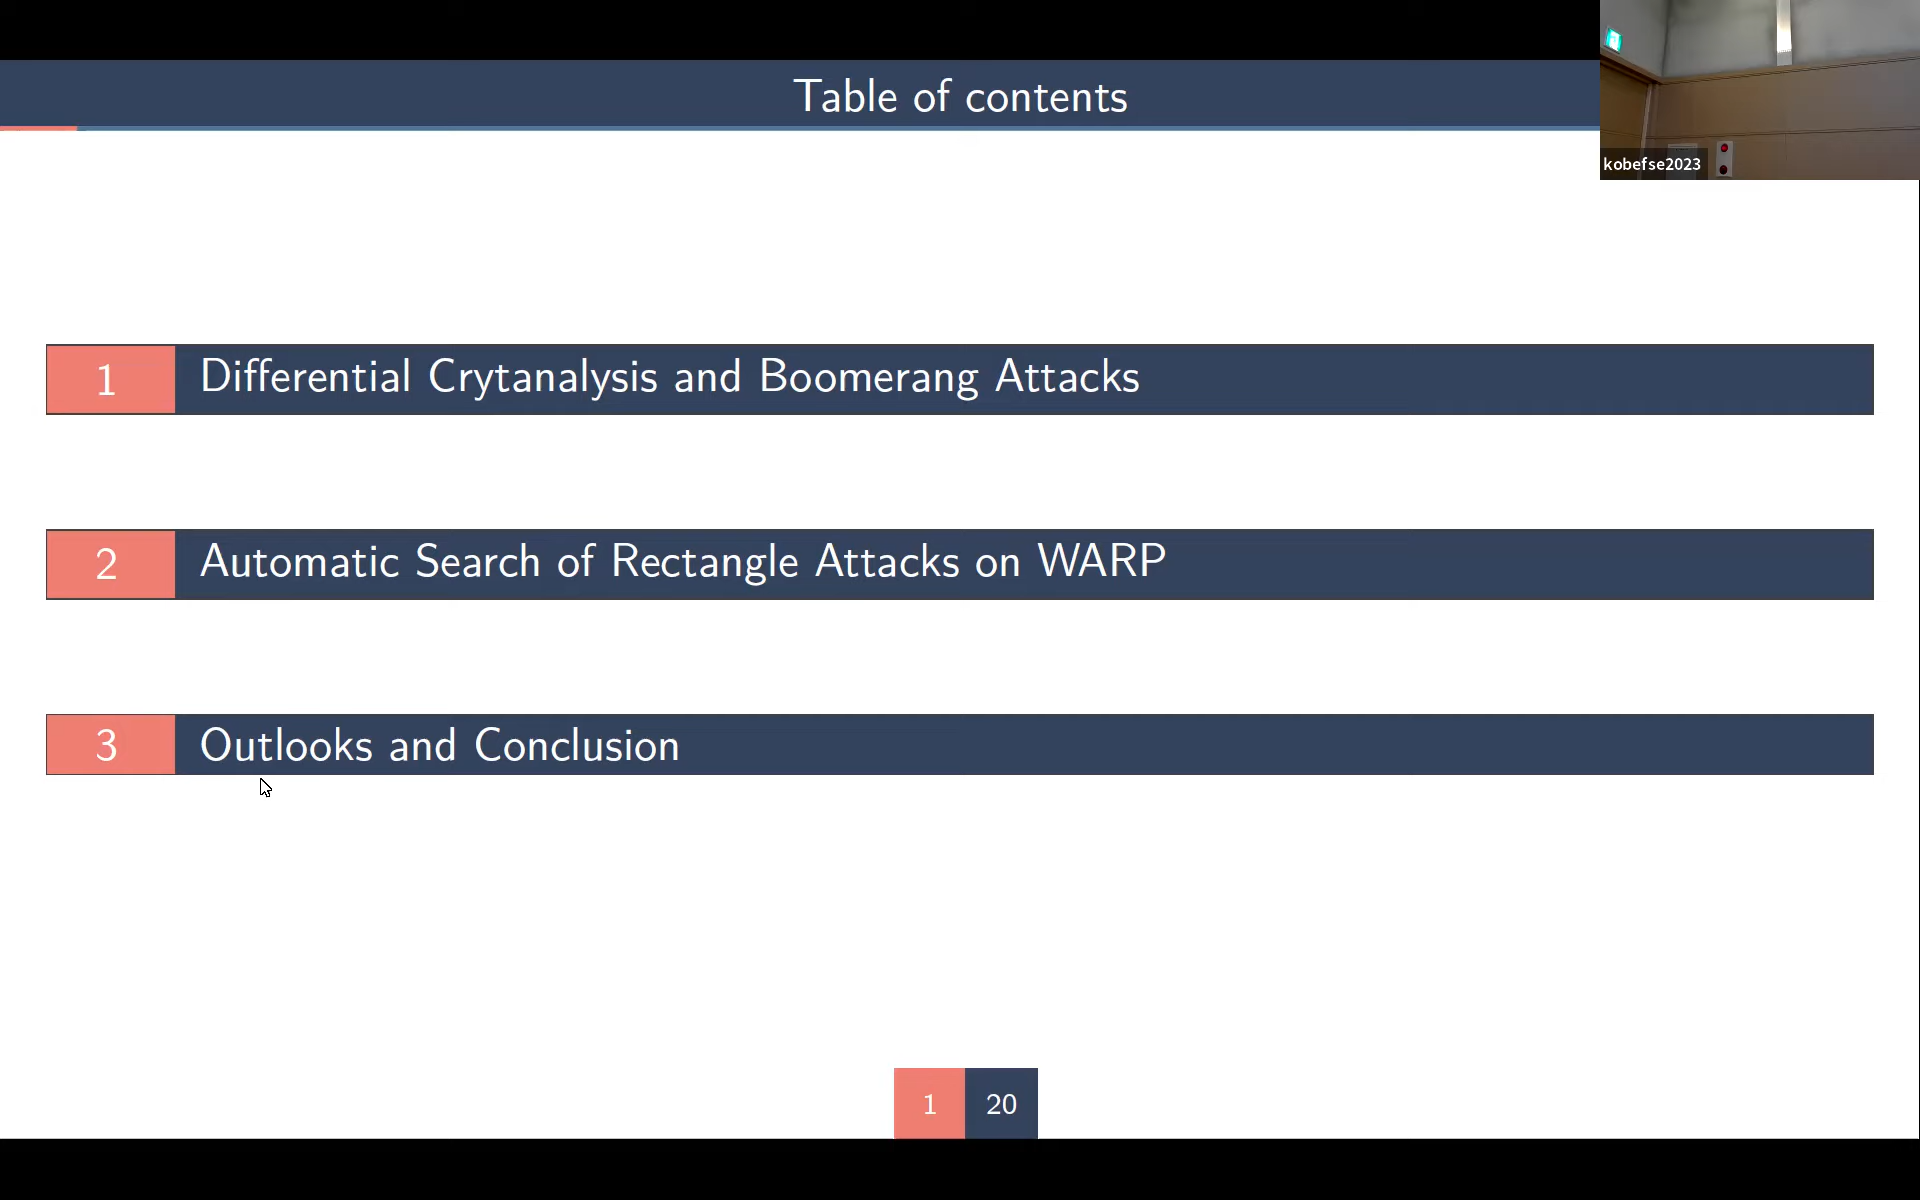 Table of contents
kobefse2023
1 Differential Crytanalysis and Boomerang Attacks
2 Automatic Search of Rectangle Attacks on WARP
3 Outlooks and Conclusion
1 20